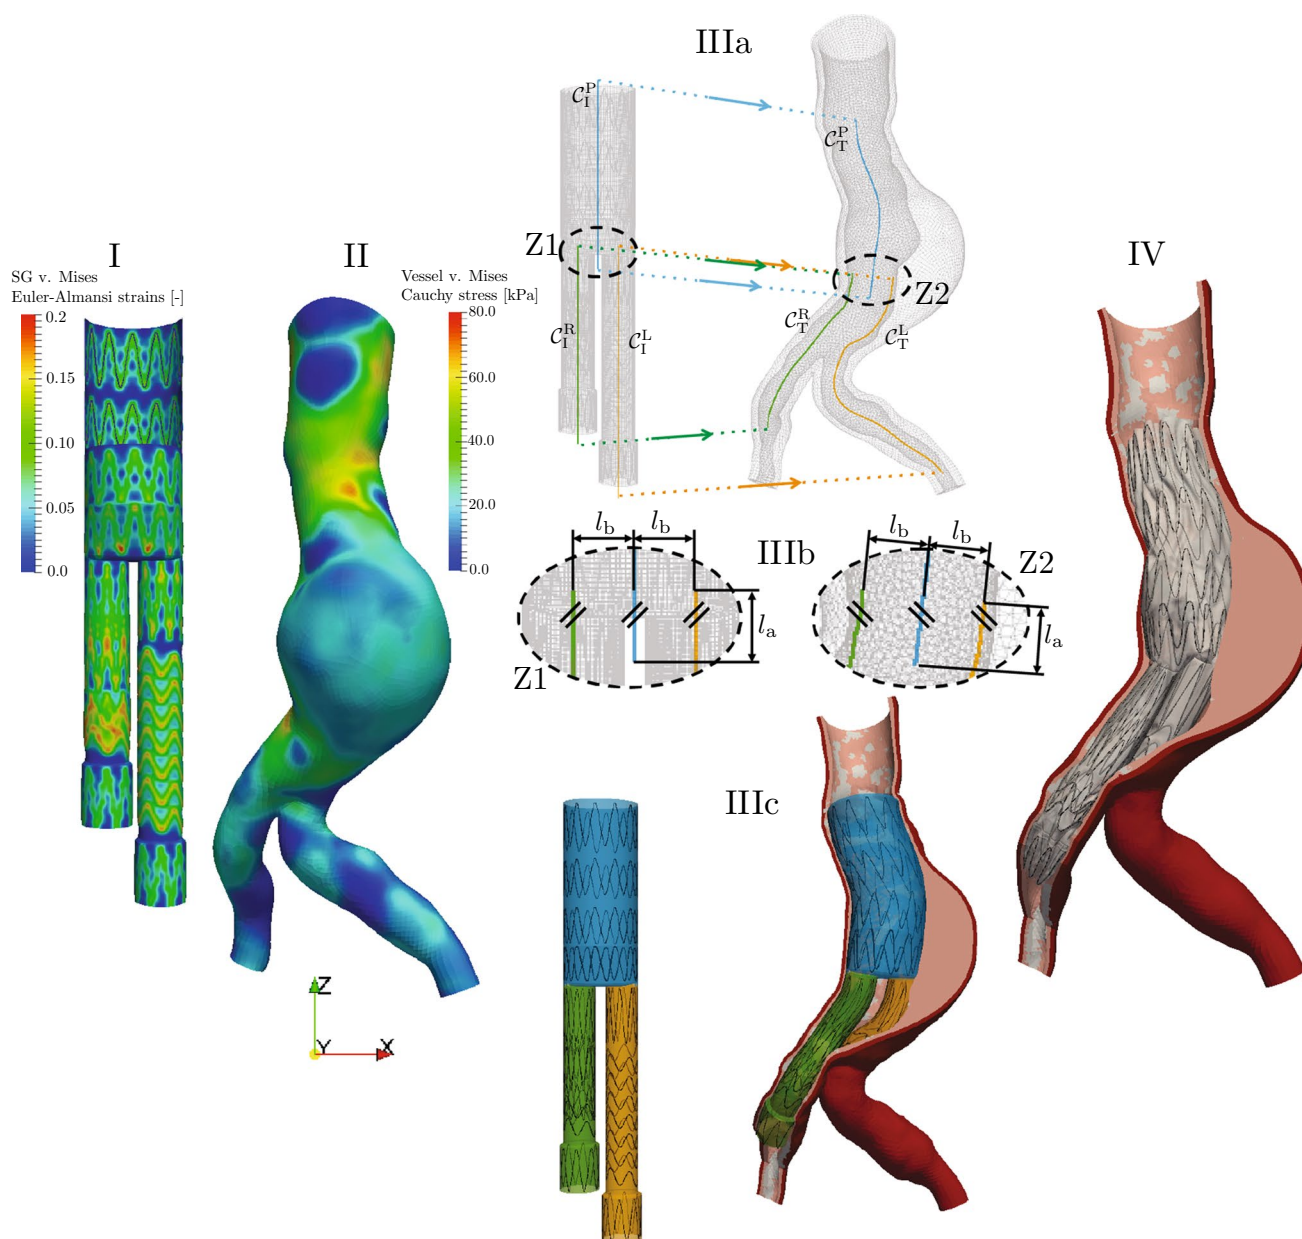 I
SG v. Mises
Euler-Almansi strains [-]
0.2
0.15
0.10
0.05
0.0
II
Vessel v. Mises
Cauchy stress [kPa]
80.0
60.0
40.0
20.0
0.0
Z
Y
X
IIIa
C_I^P
C_T^P
Z1
Z2
C_I^R
C_I^L
C_T^R
C_T^L
IIIb
l_b
l_b
l_a
Z1
l_b
l_b
l_a
Z2
IIIc
IV